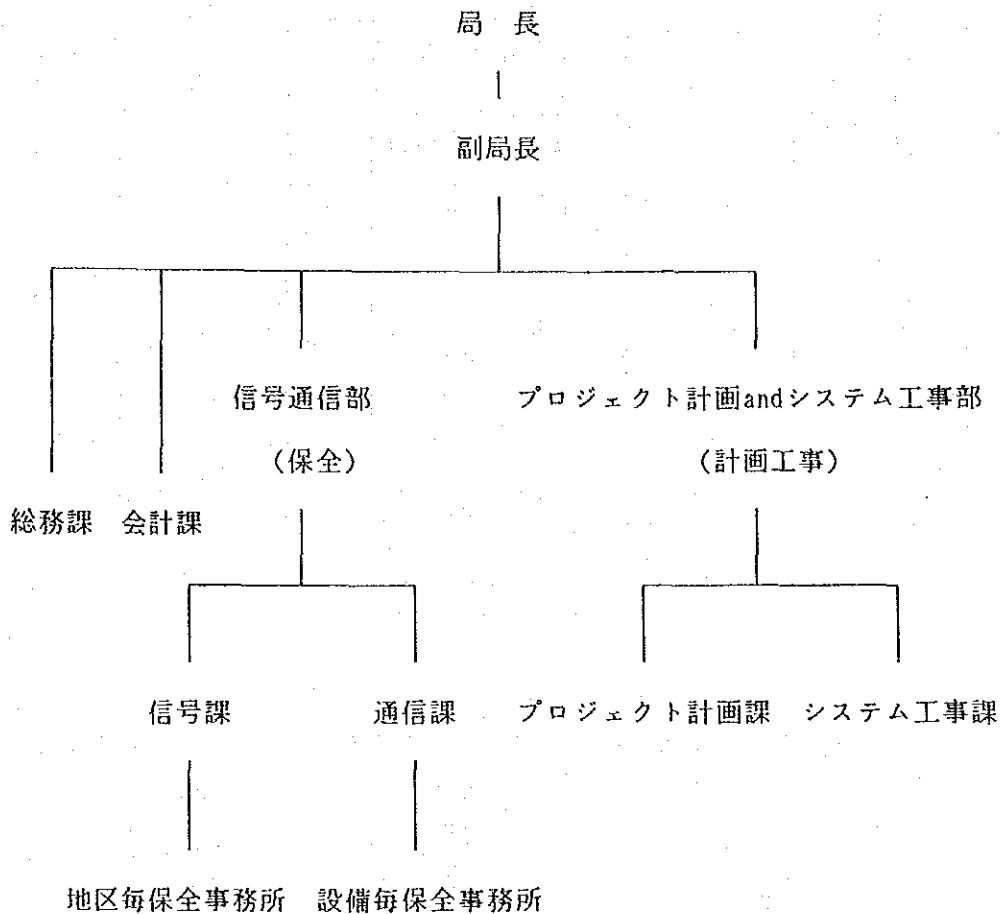 局 長
副局長
信号通信部 プロジェクト計画andシステム工事部
（保全） （計画工事）
総務課 会計課
信号課 通信課 プロジェクト計画課 システム工事課
地区毎保全事務所 設備毎保全事務所